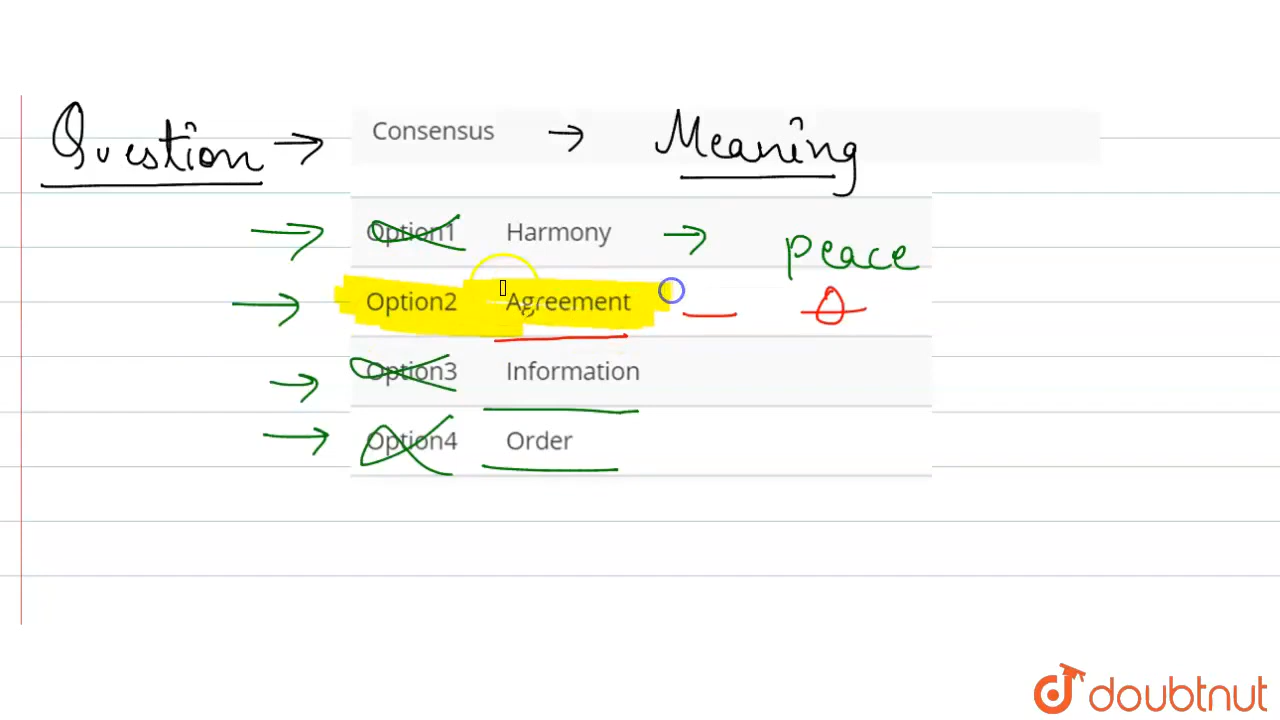 Question → Consensus → Meaning
→ Option1 Harmony → peace
→ Option2 Agreement
→ Option3 Information
→ Option4 Order
doubtnut